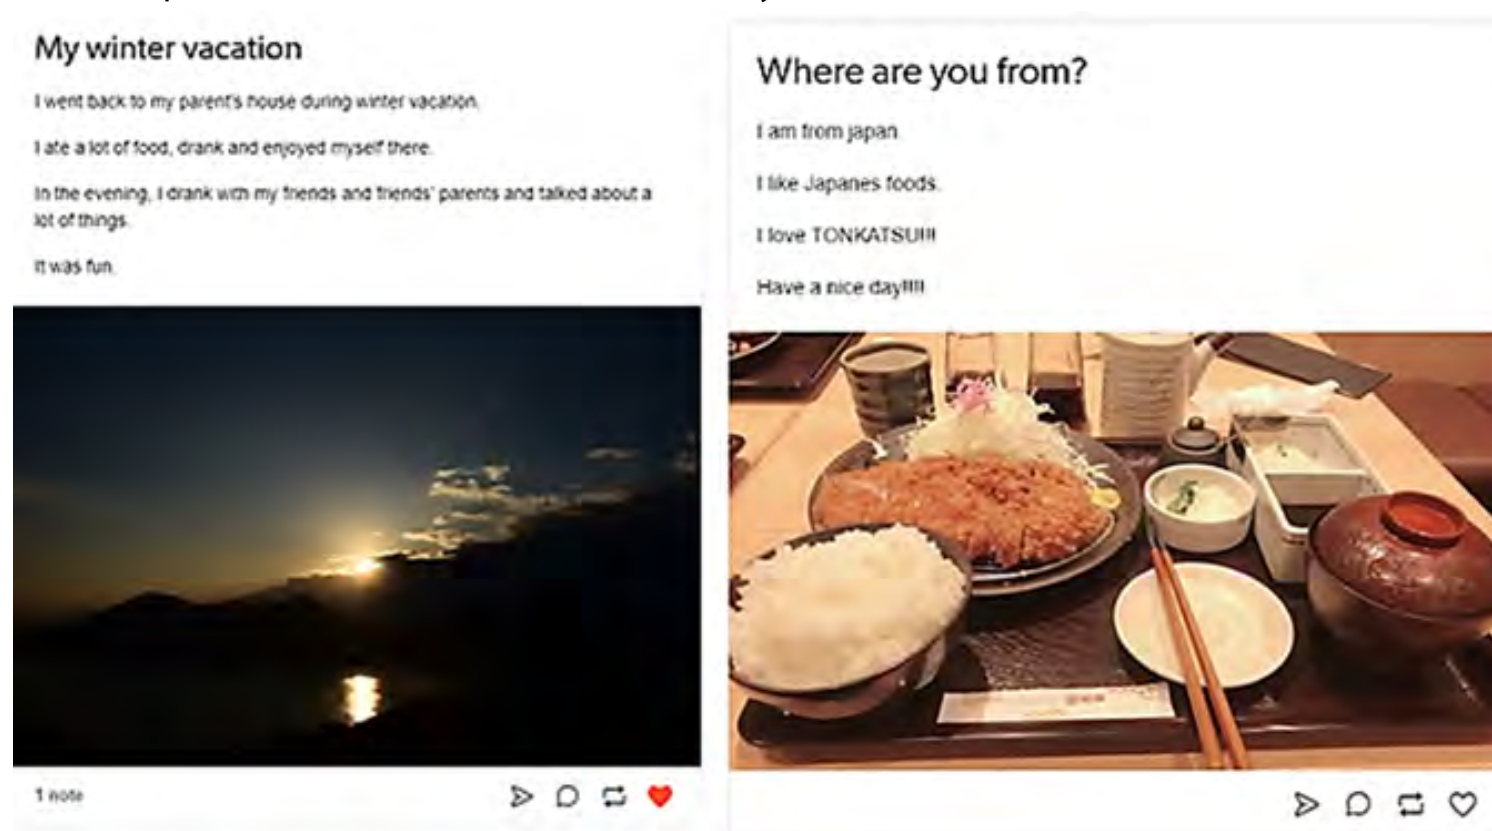 My winter vacation
I went back to my parent's house during winter vacation.
I ate a lot of food, drank and enjoyed myself there.
In the evening, I drank with my friends and friends' parents and talked about a
lot of things.
It was fun.
1 note
Where are you from?
I am from japan.
I like Japanes foods.
I love TONKATSU!!!
Have a nice day!!!!